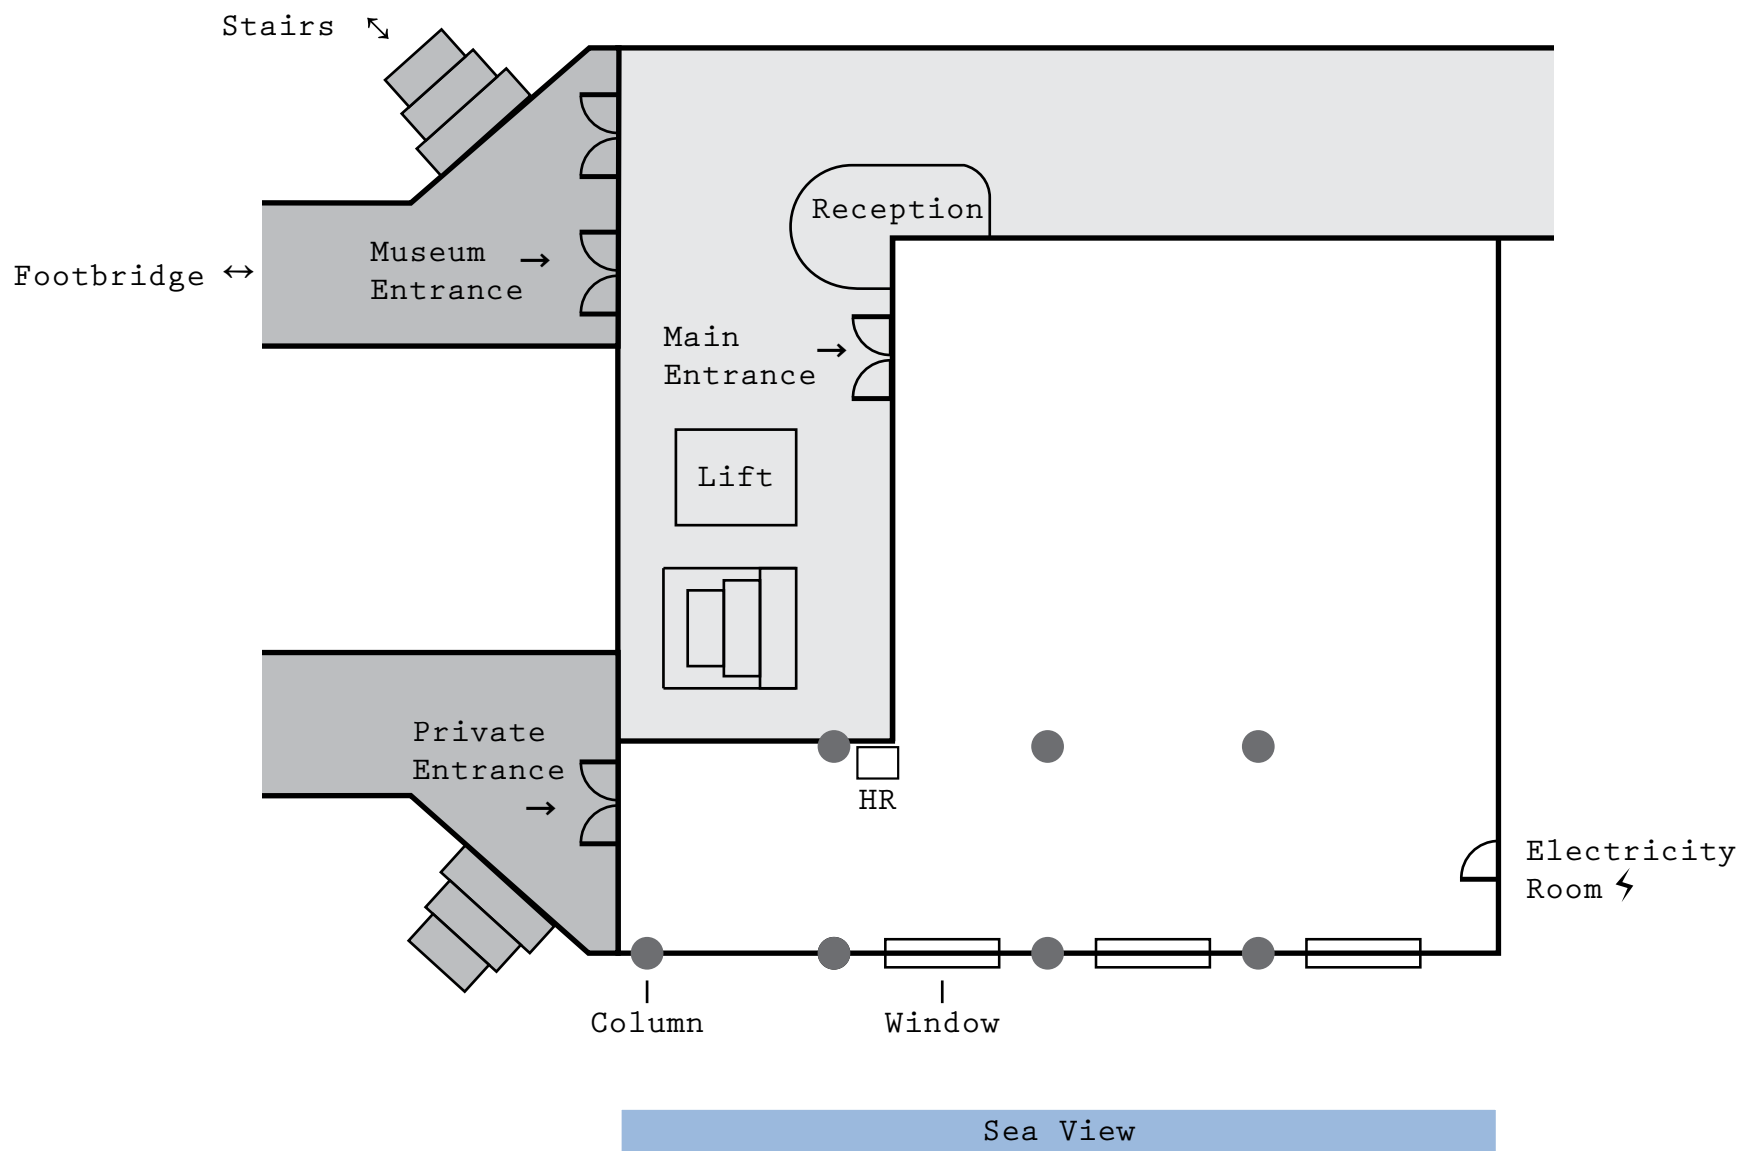 Stairs ⤡
Reception
Museum →
Entrance
Footbridge ↔
Main →
Entrance
Lift
Private
Entrance
→
HR
Electricity
Room
Column
Window
Sea View